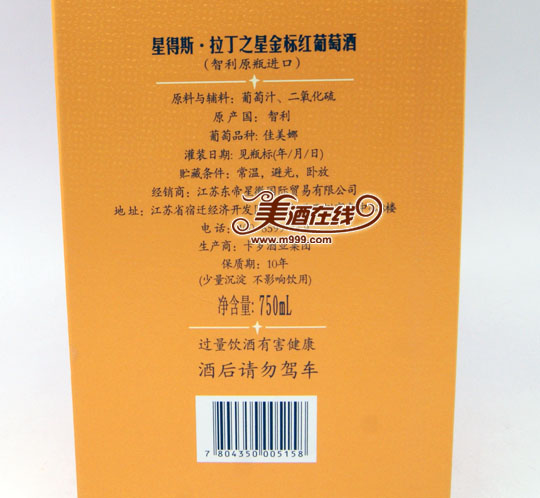 星得斯·拉丁之星金标红葡萄酒
(智利原瓶进口)
原料与辅料: 葡萄汁、二氧化硫
原产国: 智利
葡萄品种: 佳美娜
灌装日期: 见瓶标(年/月/日)
贮藏条件: 常温, 避光, 卧放
经销商: 江苏东帝星徽国际贸易有限公司
地址: 江苏省宿迁经济开发 楼
美酒在线
www.m999.com
电话:
生产商: 卡罗酒业集团
保质期: 10年
(少量沉淀 不影响饮用)
净含量: 750mL
过量饮酒有害健康
酒后请勿驾车
7 804350 005158